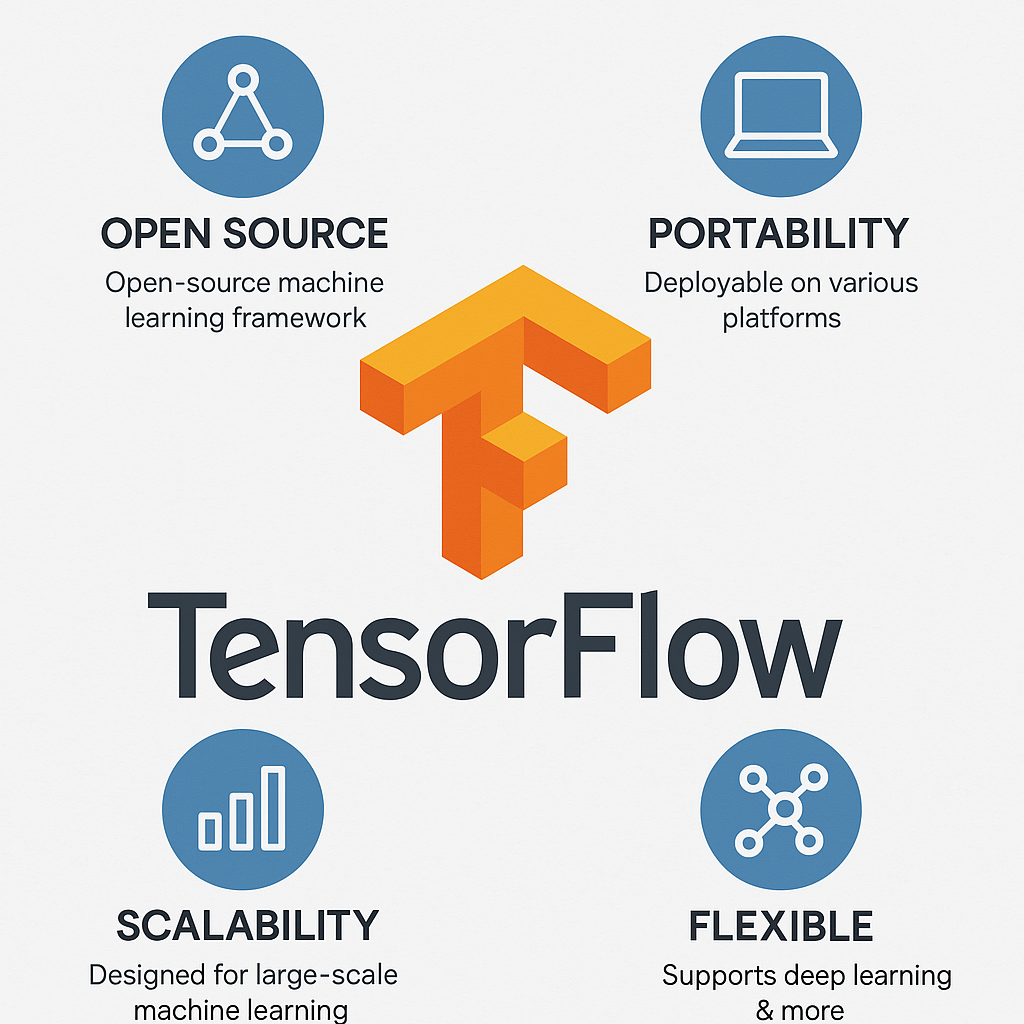 OPEN SOURCE
Open-source machine
learning framework
PORTABILITY
Deployable on various
platforms
TensorFlow
SCALABILITY
Designed for large-scale
machine learning
FLEXIBLE
Supports deep learning
& more